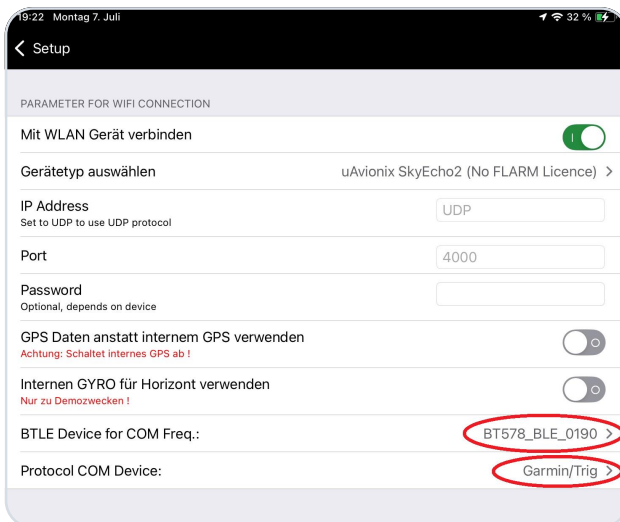 19:22 Montag 7. Juli 32 %
Setup
PARAMETER FOR WIFI CONNECTION
Mit WLAN Gerät verbinden
Gerätetyp auswählen uAvionix SkyEcho2 (No FLARM Licence)
IP Address UDP
Set to UDP to use UDP protocol
Port 4000
Password
Optional, depends on device
GPS Daten anstatt internem GPS verwenden
Achtung: Schaltet internes GPS ab !
Internen GYRO für Horizont verwenden
Nur zu Demozwecken !
BTLE Device for COM Freq.: BT578_BLE_0190
Protocol COM Device: Garmin/Trig